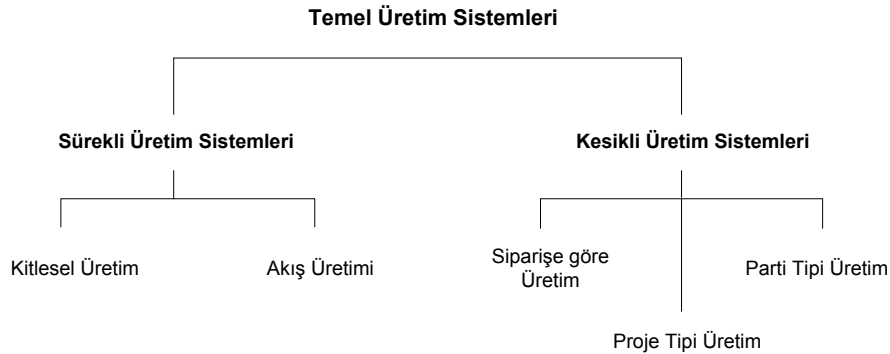 Temel Üretim Sistemleri
Sürekli Üretim Sistemleri
Kesikli Üretim Sistemleri
Kitlesel Üretim
Akış Üretimi
Siparişe göre
Üretim
Parti Tipi Üretim
Proje Tipi Üretim